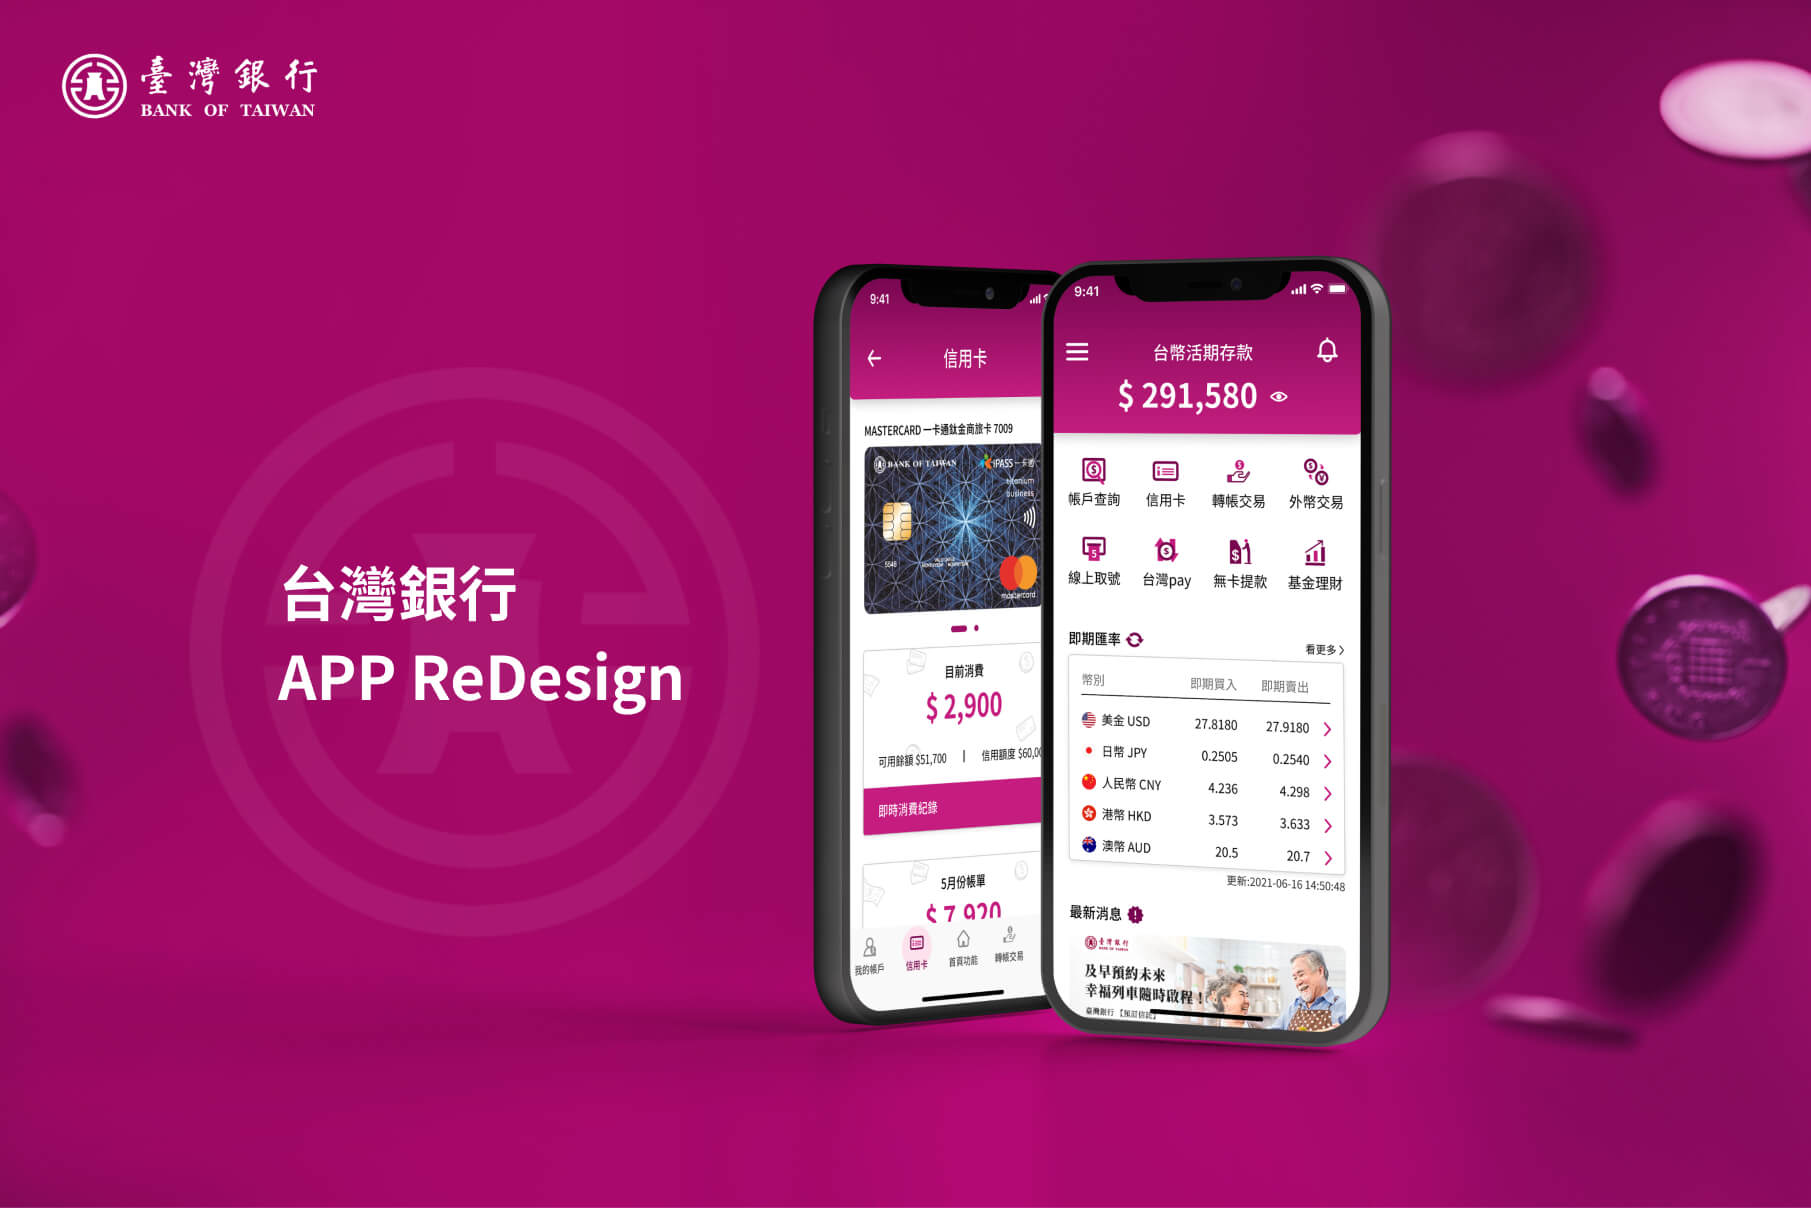 臺灣銀行
BANK OF TAIWAN
台灣銀行
APP ReDesign
9:41
信用卡
MASTERCARD 一卡通鈦金商旅卡 7009
BANK OF TAIWAN
iPASS 一卡通
titanium
business
5548
mastercard
目前消費
$ 2,900
可用餘額 $51,700 | 信用額度 $60,00
即時消費紀錄
5月份帳單
$ 7,920
我的帳戶 信用卡 首頁功能 轉帳交易
9:41
台幣活期存款
$ 291,580
帳戶查詢 信用卡 轉帳交易 外幣交易
線上取號 台灣pay 無卡提款 基金理財
即期匯率
看更多
幣別 即期買入 即期賣出
美金 USD 27.8180 27.9180
日幣 JPY 0.2505 0.2540
人民幣 CNY 4.236 4.298
港幣 HKD 3.573 3.633
澳幣 AUD 20.5 20.7
更新:2021-06-16 14:50:48
最新消息
臺灣銀行
BANK OF TAIWAN
及早預約未來
幸福列車隨時啟程！
臺灣銀行